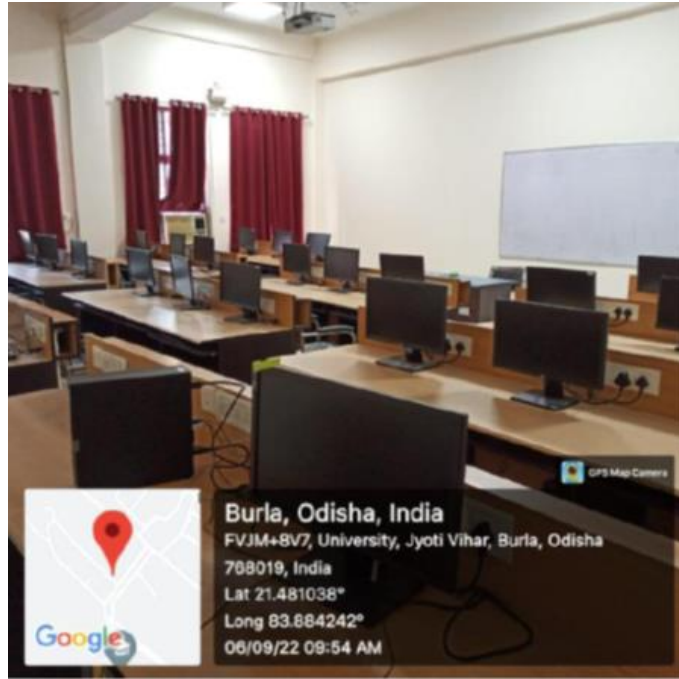 GPS Map Camera
Burla, Odisha, India
FVJM+8V7, University, Jyoti Vihar, Burla, Odisha
768019, India
Lat 21.481038°
Long 83.884242°
06/09/22 09:54 AM
Google